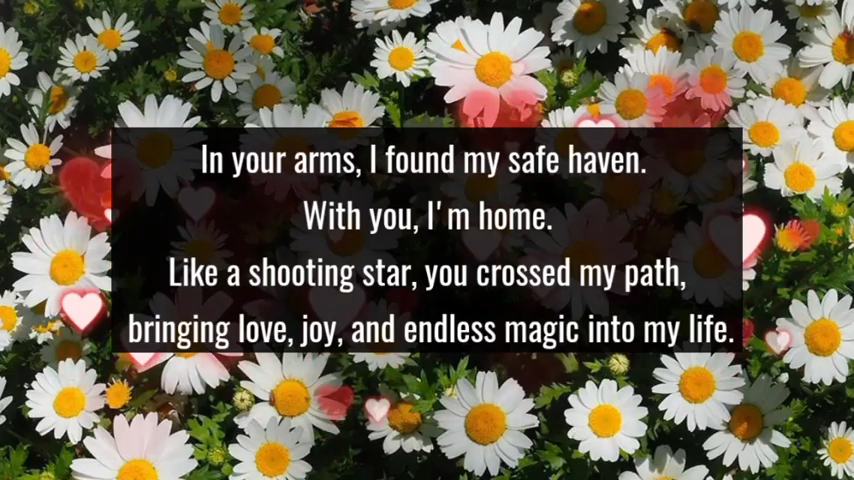 In your arms, I found my safe haven.
With you, I'm home.
Like a shooting star, you crossed my path,
bringing love, joy, and endless magic into my life.